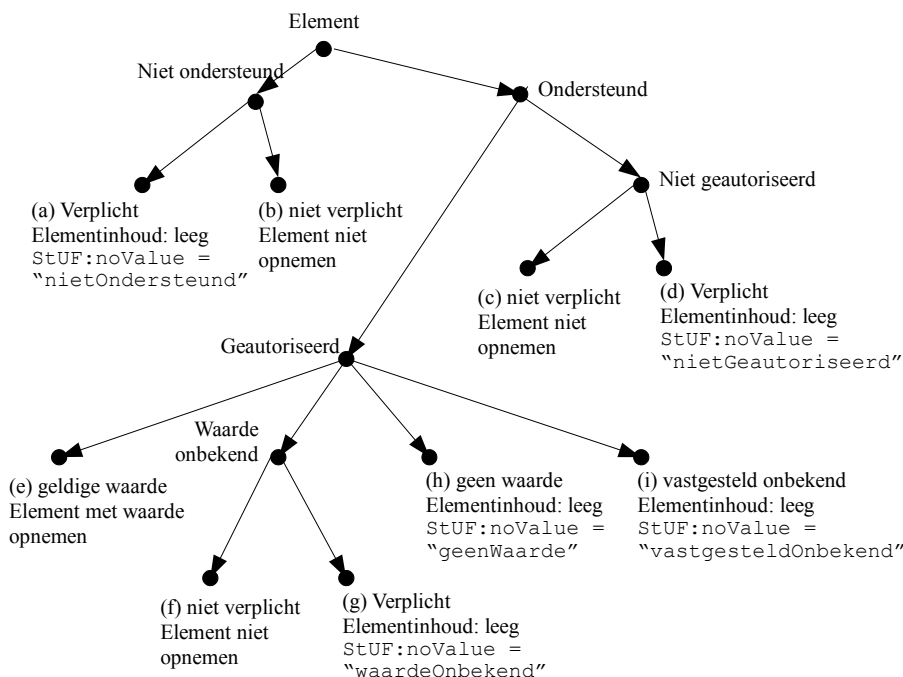 Element
Niet ondersteund
Ondersteund
Niet geautoriseerd
(a) Verplicht
Elementinhoud: leeg
StUF:noValue =
“nietOndersteund”
(b) niet verplicht
Element niet
opnemen
(c) niet verplicht
Element niet
opnemen
(d) Verplicht
Elementinhoud: leeg
StUF:noValue =
“nietGeautoriseerd”
Geautoriseerd
Waarde
onbekend
(e) geldige waarde
Element met waarde
opnemen
(h) geen waarde
Elementinhoud: leeg
StUF:noValue =
“geenWaarde”
(i) vastgesteld onbekend
Elementinhoud: leeg
StUF:noValue =
“vastgesteldOnbekend”
(f) niet verplicht
Element niet
opnemen
(g) Verplicht
Elementinhoud: leeg
StUF:noValue =
“waardeOnbekend”